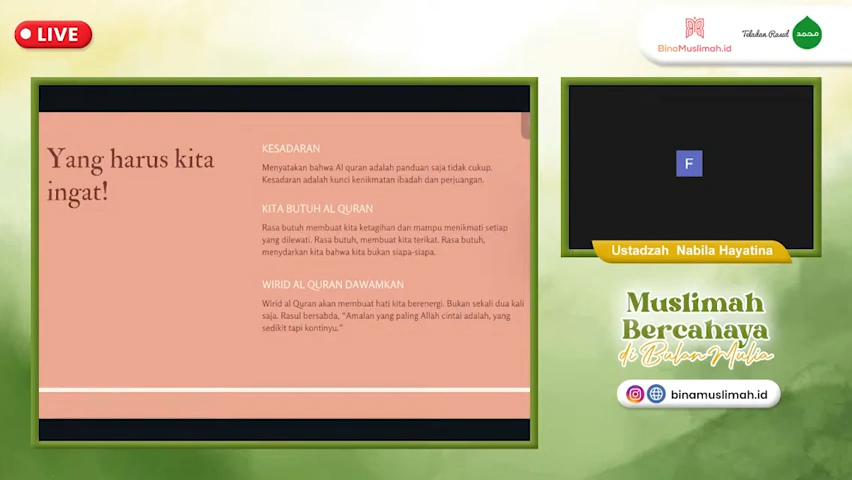 LIVE
BinaMuslimah.id
Teladan Rasul
محمد
Yang harus kita
ingat!
KESADARAN
Menyatakan bahwa Al quran adalah panduan saja tidak cukup.
Kesadaran adalah kunci kenikmatan ibadah dan perjuangan.
KITA BUTUH AL QURAN
Rasa butuh membuat kita ketagihan dan mampu menikmati setiap
yang dilewati. Rasa butuh, membuat kita terikat. Rasa butuh,
menydarkan kita bahwa kita bukan siapa-siapa.
WIRID AL QURAN DAWAMKAN
Wirid al Quran akan membuat hati kita berenergi. Bukan sekali dua kali
saja. Rasul bersabda, "Amalan yang paling Allah cintai adalah, yang
sedikit tapi kontinyu."
F
Ustadzah Nabila Hayatina
Muslimah
Bercahaya
di Bulan Mulia
binamuslimah.id